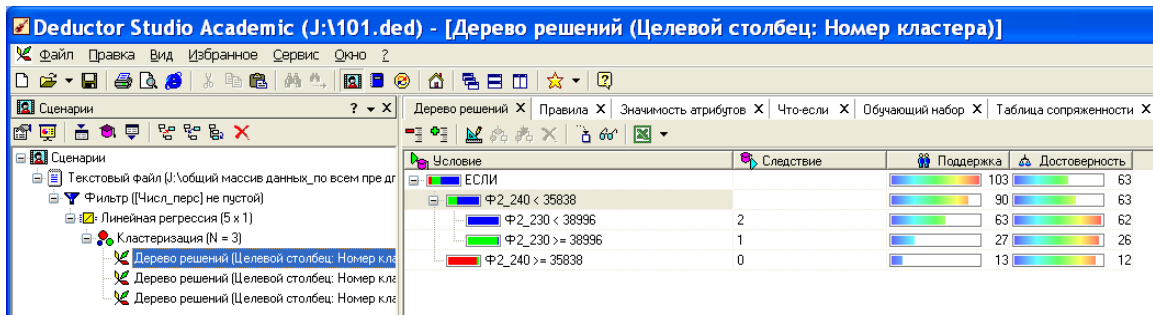 Deductor Studio Academic (J:\101.ded) - [Дерево решений (Целевой столбец: Номер кластера)]
Файл Правка Вид Избранное Сервис Окно ?
Сценарии ? X
Дерево решений X Правила X Значимость атрибутов X Что-если X Обучающий набор X Таблица сопряженности X
Сценарии
Текстовый файл (J:\общий массив данных_по всем пре дг
Фильтр ([Числ_перс] не пустой)
Линейная регрессия (5 x 1)
Кластеризация (N = 3)
Дерево решений (Целевой столбец: Номер кла
Дерево решений (Целевой столбец: Номер кла
Дерево решений (Целевой столбец: Номер кла
Условие Следствие Поддержка Достоверность
ЕСЛИ 103 63
Ф2_240 < 35838 90 63
Ф2_230 < 38996 2 63 62
Ф2_230 >= 38996 1 27 26
Ф2_240 >= 35838 0 13 12